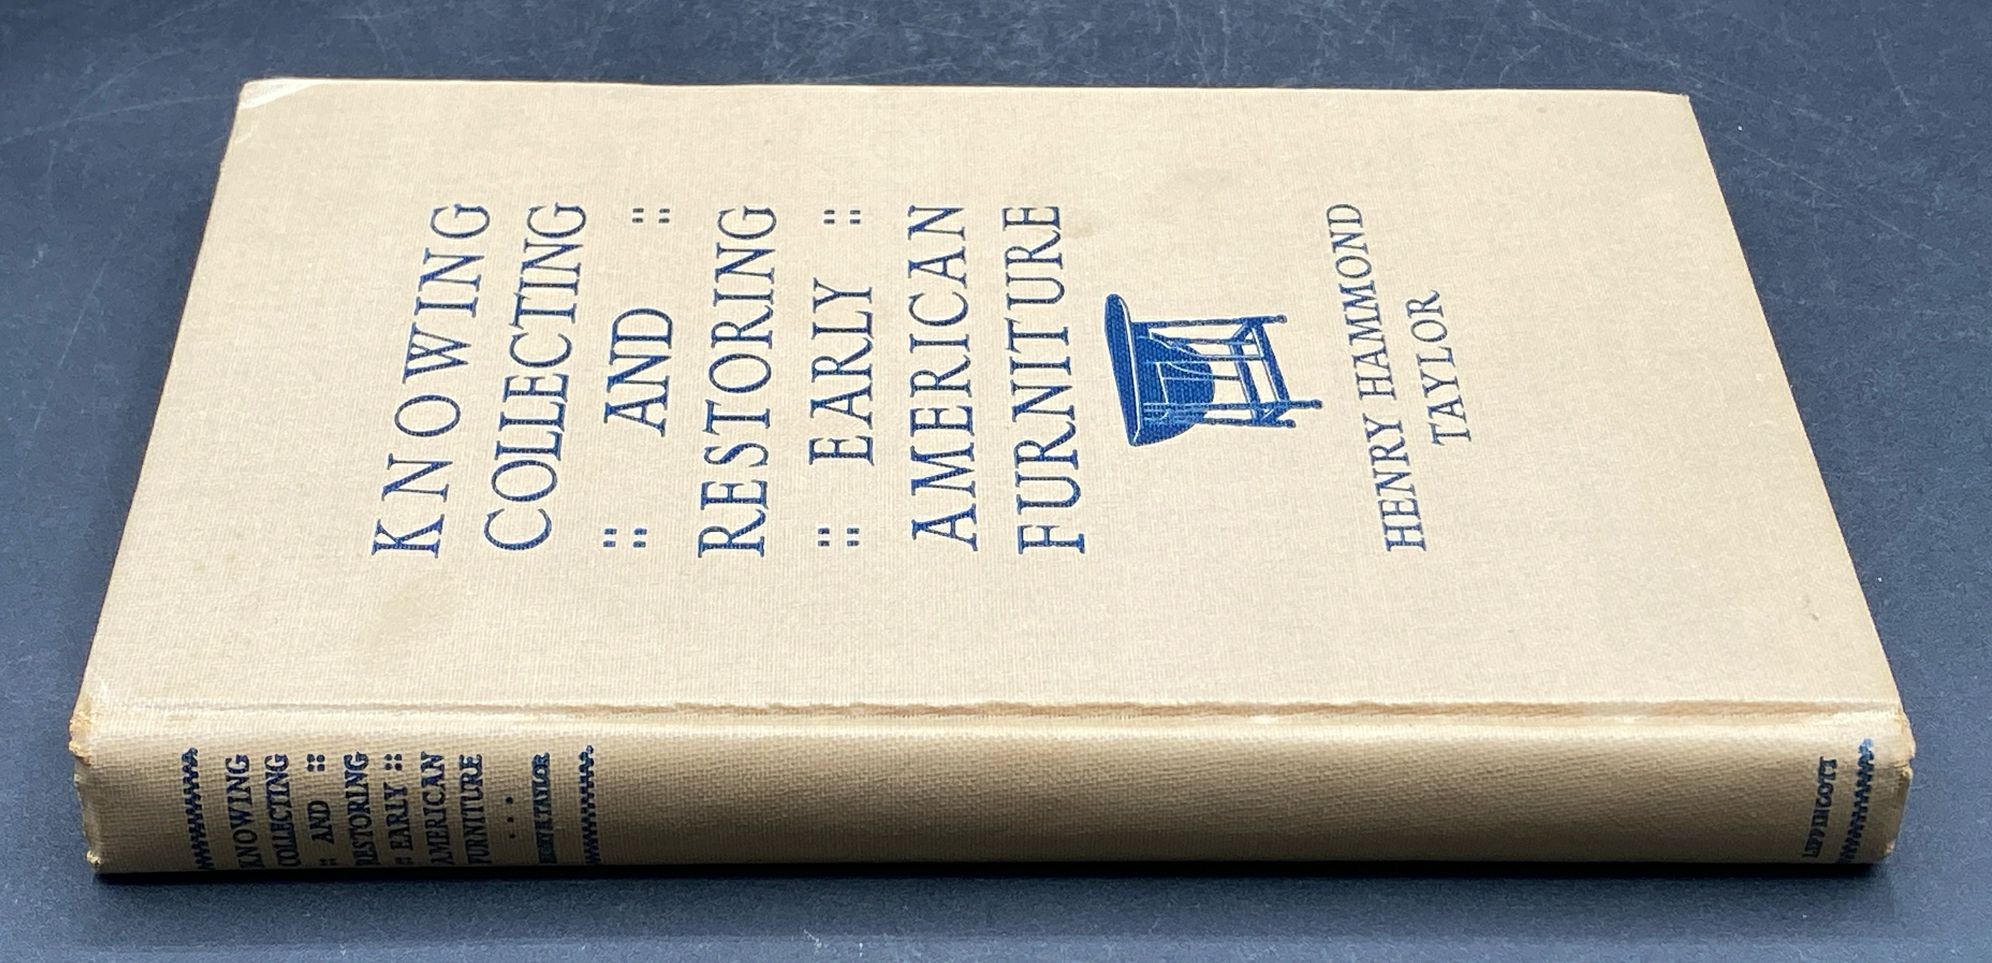 KNOWING
COLLECTING
:: AND ::
RESTORING
:: EARLY ::
AMERICAN
FURNITURE
HENRY HAMMOND
TAYLOR
KNOWING
COLLECTING
:: AND ::
RESTORING
:: EARLY ::
AMERICAN
FURNITURE
....
HENRY H. TAYLOR
LIPPINCOTT